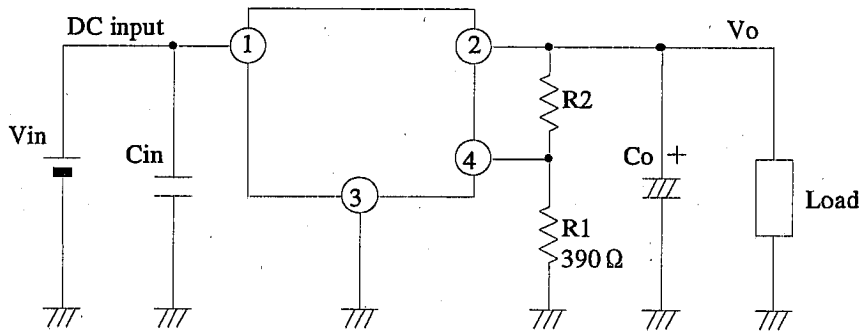 DC input
1
2
Vo
R2
Vin
Cin
4
Co +
3
R1
390 Ω
Load